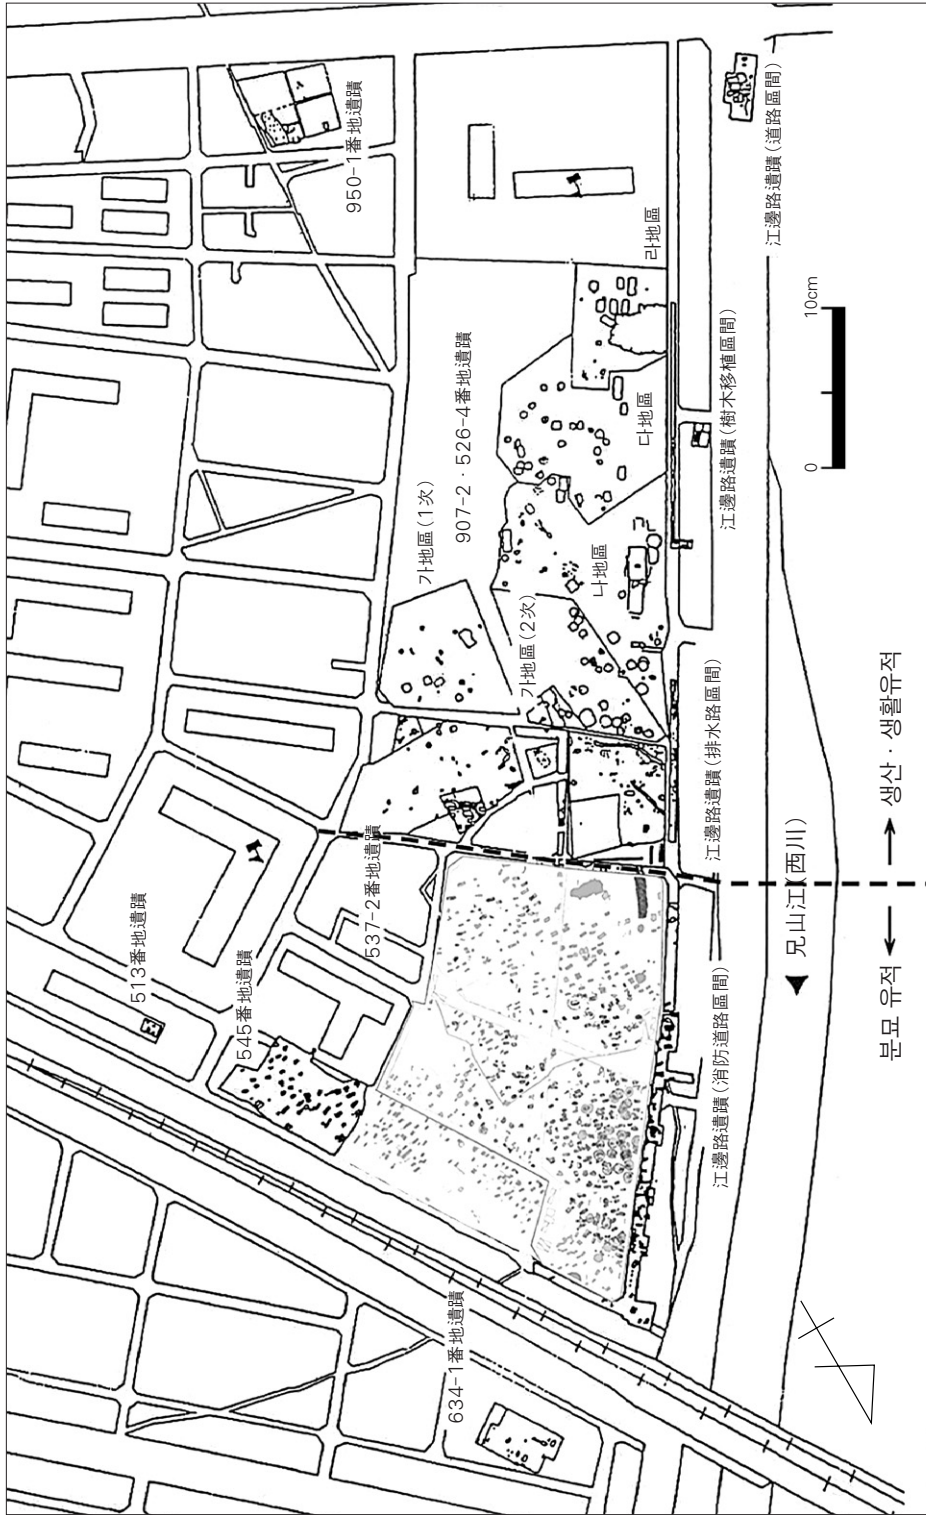 950-1番地遺蹟
江邊路遺蹟(道路區間)
라地區
10cm
0
907-2 · 526-4番地遺蹟
다地區
江邊路遺蹟(樹木移植區間)
가地區(1次)
나地區
가地區(2次)
江邊路遺蹟(排水路區間)
생산 · 생활유적
537-2番地遺蹟
兄山江(西川)
513番地遺蹟
545番地遺蹟
분묘 유적
江邊路遺蹟(消防道路區間)
634-1番地遺蹟